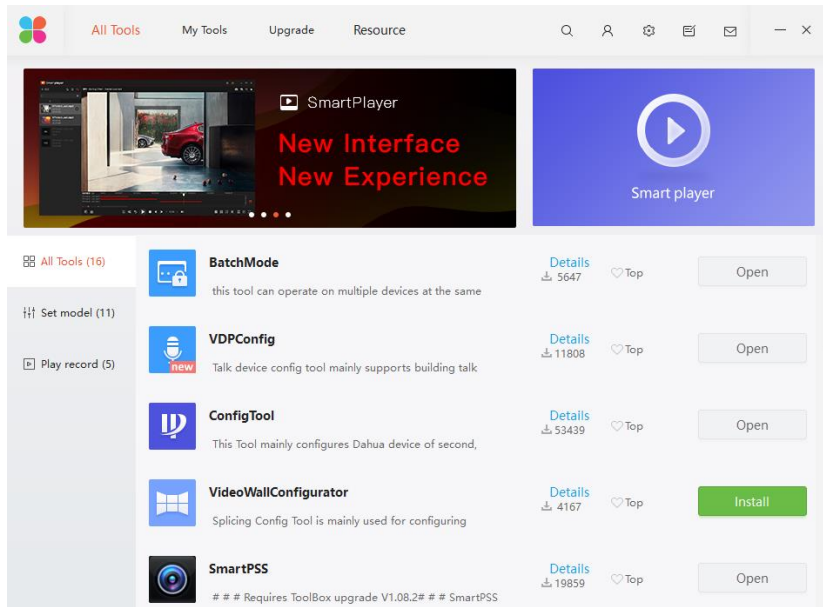 All Tools
My Tools
Upgrade
Resource
SmartPlayer
New Interface
New Experience
Smart player
All Tools (16)
Set model (11)
Play record (5)
BatchMode
this tool can operate on multiple devices at the same
Details
5647
Top
Open
VDPConfig
new
Talk device config tool mainly supports building talk
Details
11808
Top
Open
ConfigTool
This Tool mainly configures Dahua device of second,
Details
53439
Top
Open
VideoWallConfigurator
Splicing Config Tool is mainly used for configuring
Details
4167
Top
Install
SmartPSS
# # # Requires ToolBox upgrade V1.08.2# # # SmartPSS
Details
19859
Top
Open